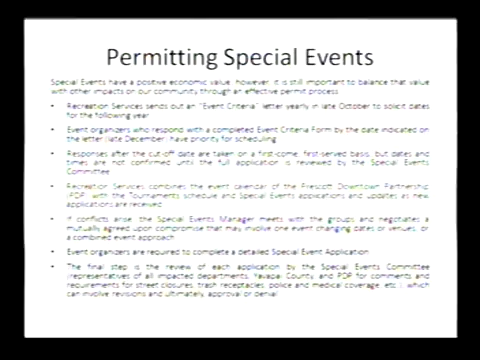 Permitting Special Events
Special Events have a positive economic value, however, it is still important to balance that value
with other impacts on our community through an effective permit process
• Recreation Services sends out an "Event Criteria" letter yearly in late October to solicit dates
for the following year
• Event organizers who respond with a completed Event Criteria Form by the date indicated on
the letter (late December) have priority for scheduling
• Responses after the cut-off date are taken on a first-come, first-served basis, but dates and
times are not confirmed until the full application is reviewed by the Special Events
Committee
• Recreation Services combines the event calendar of the Prescott Downtown Partnership
(PDP) with the Tournaments schedule and Special Events applications and updates as new
applications are received
• If conflicts arise, the Special Events Manager meets with the groups and negotiates a
mutually agreed upon compromise that may involve one event changing dates or venues, or
a combined event approach
• Event organizers are required to complete a detailed Special Event Application
• The final step is the review of each application by the Special Events Committee
(representatives of all impacted departments, Yavapai County, and PDP for comments and
requirements for street closures, trash receptacles, police and medical coverage, etc.), which
can involve revisions and ultimately, approval or denial